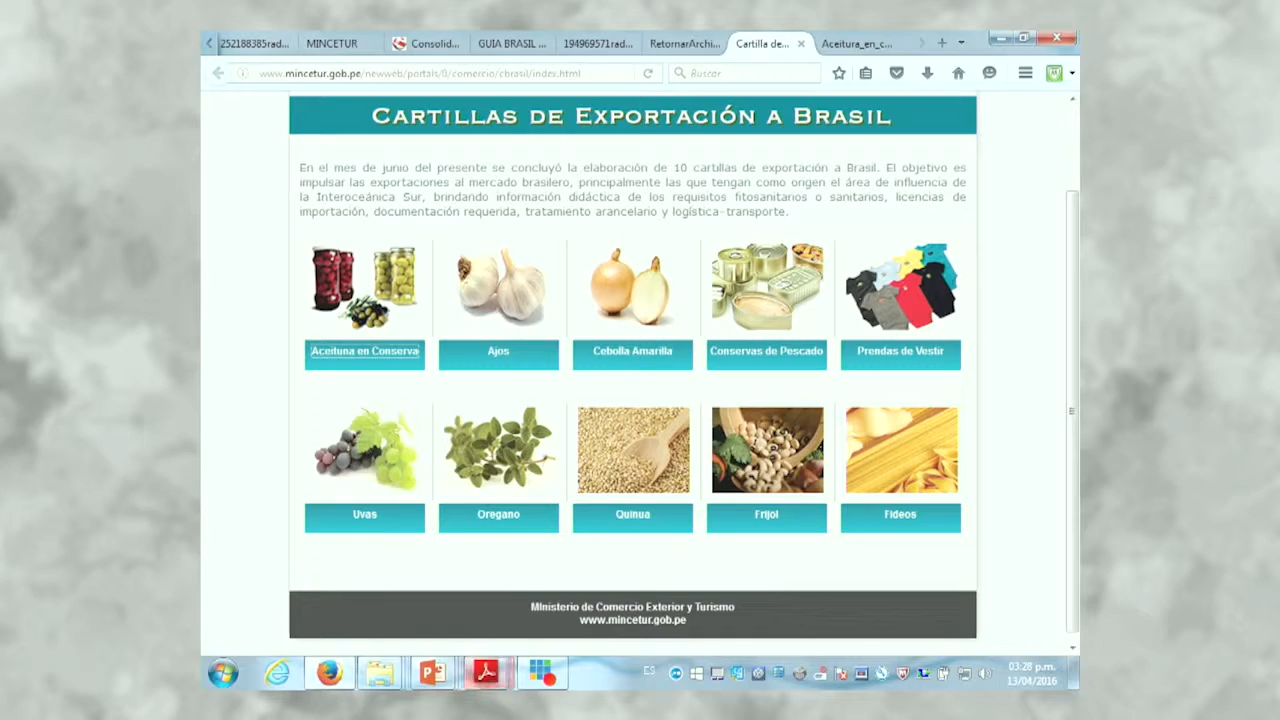 252188385rad...
MINCETUR
Consolid...
GUIA BRASIL ...
194969571rad...
RetornarArchi...
Cartilla de...
Aceitura_en_c...
www.mincetur.gob.pe/newweb/portals/0/comercio/cbrasil/index.html
Buscar
CARTILLAS DE EXPORTACIÓN A BRASIL
En el mes de junio del presente se concluyó la elaboración de 10 cartillas de exportación a Brasil. El objetivo es
impulsar las exportaciones al mercado brasilero, principalmente las que tengan como origen el área de influencia de
la Interoceánica Sur, brindando información didáctica de los requisitos fitosanitarios o sanitarios, licencias de
importación, documentación requerida, tratamiento arancelario y logística-transporte.
Aceituna en Conserva
Ajos
Cebolla Amarilla
Conservas de Pescado
Prendas de Vestir
Uvas
Oregano
Quinua
Frijol
Fideos
Ministerio de Comercio Exterior y Turismo
www.mincetur.gob.pe
ES
03:28 p.m.
13/04/2016